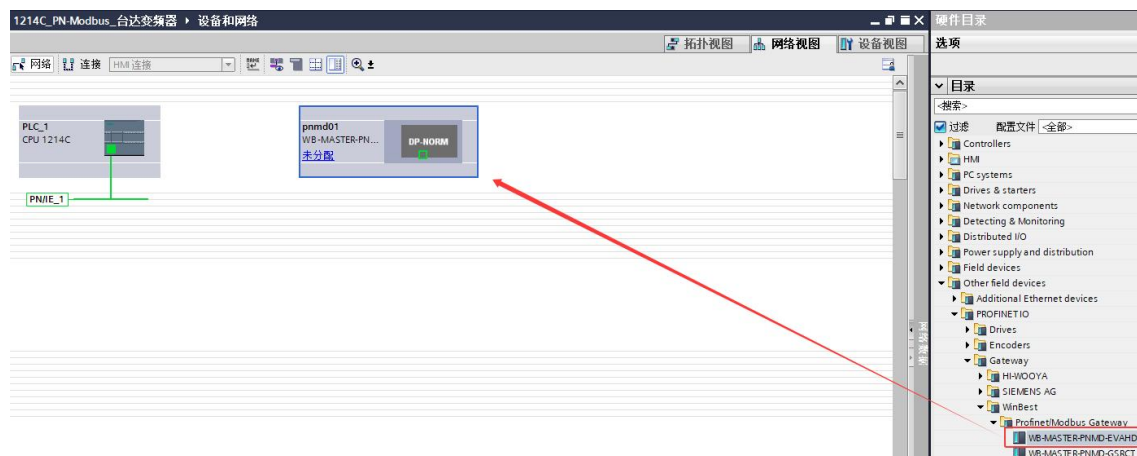 1214C_PN-Modbus_台达变频器 ▸ 设备和网络
硬件目录
拓扑视图 网络视图 设备视图
选项
网络 连接 HMI 连接
目录
<搜索>
过滤 配置文件 <全部>
PLC_1
CPU 1214C
pnmd01
WB-MASTER-PN...
DP-NORM
未分配
PN/IE_1
Controllers
HMI
PC systems
Drives & starters
Network components
Detecting & Monitoring
Distributed I/O
Power supply and distribution
Field devices
Other field devices
Additional Ethernet devices
PROFINET IO
Drives
Encoders
Gateway
HI-WOOYA
SIEMENS AG
WinBest
Profinet/Modbus Gateway
WB-MASTER-PNMD-EVAHD
WB-MASTER-PNMD-GSRCT
网络数据